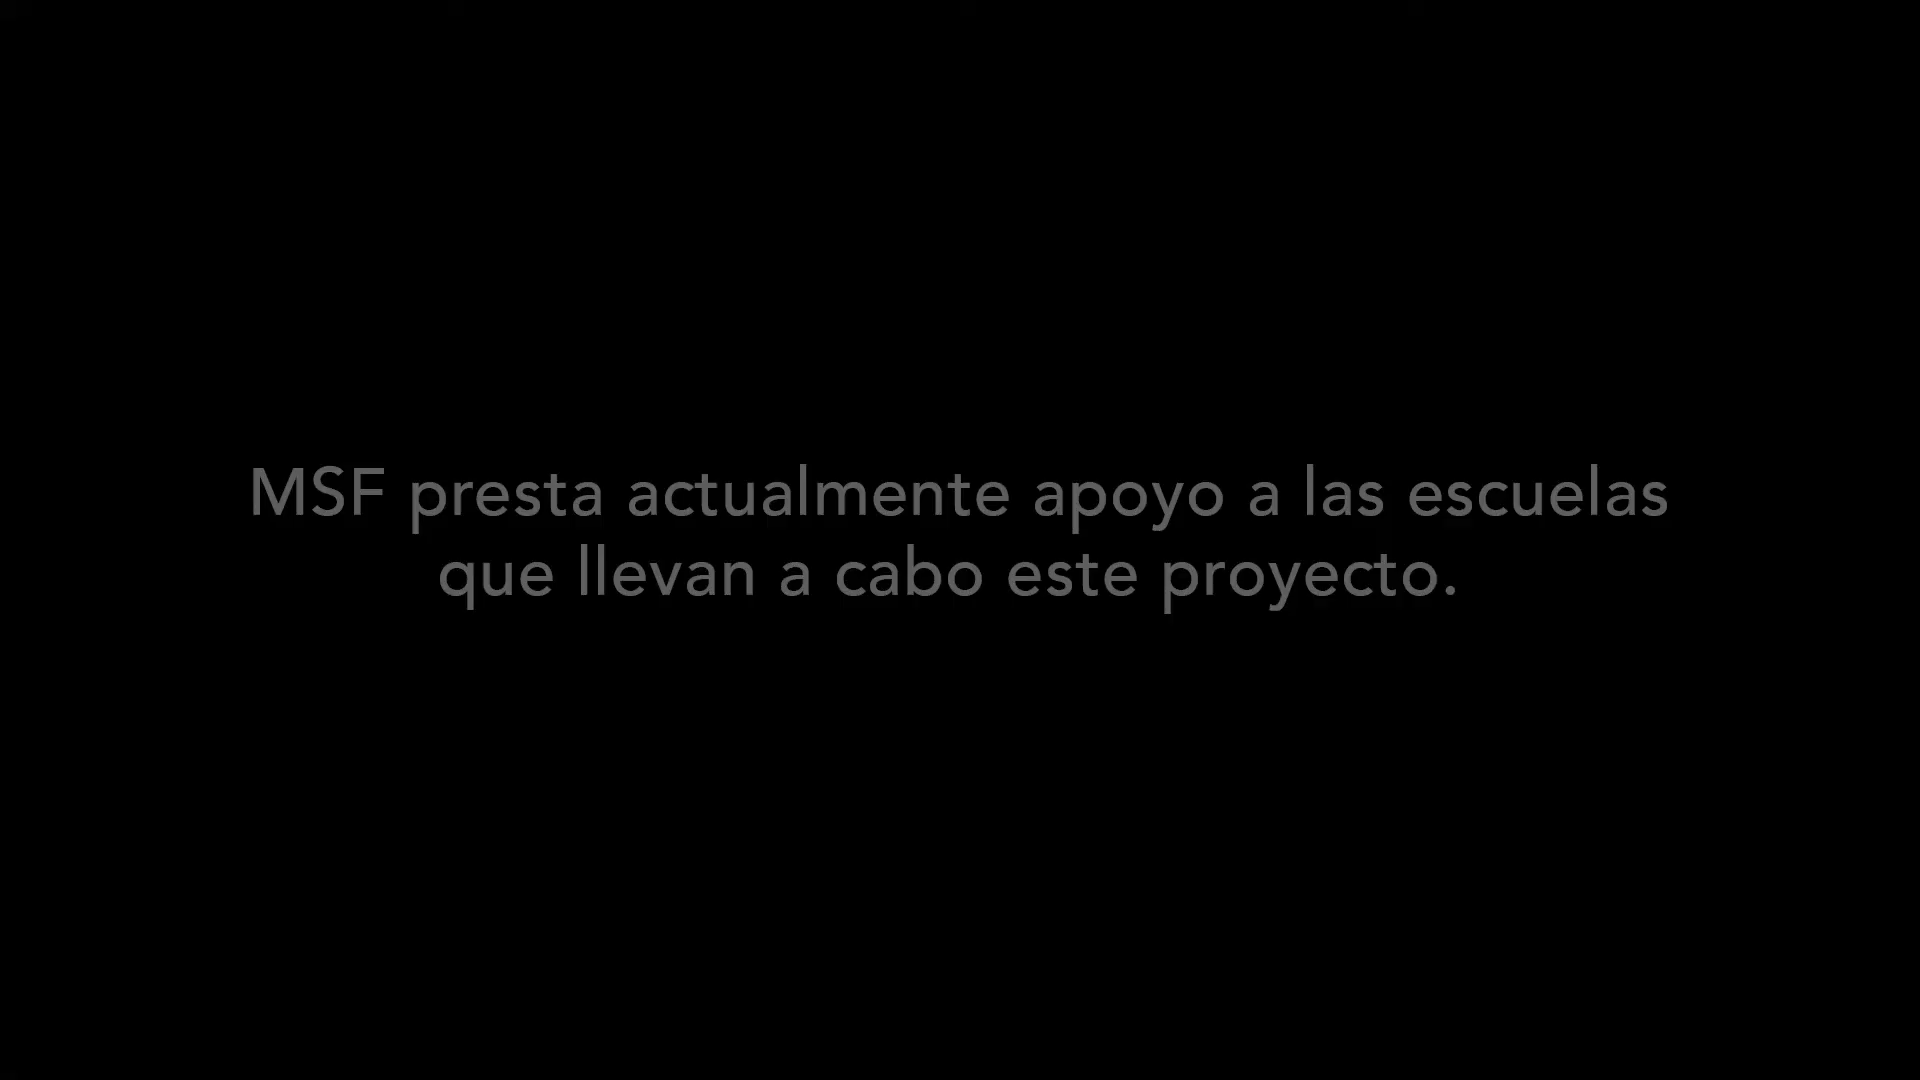 MSF presta actualmente apoyo a las escuelas
que llevan a cabo este proyecto.